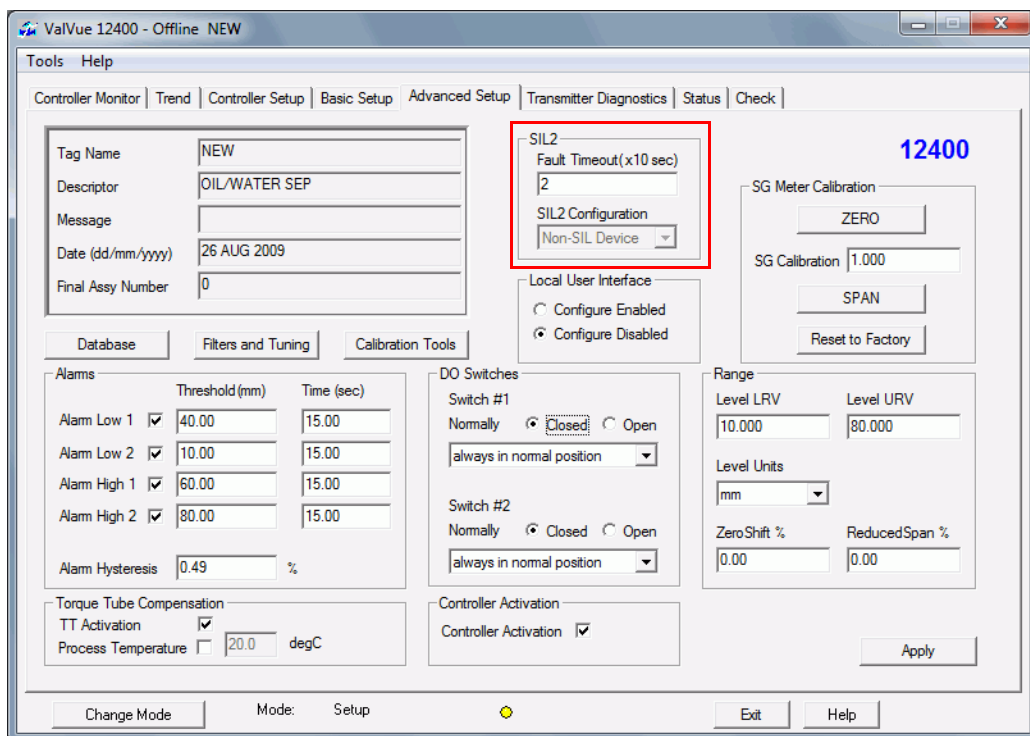 ValVue 12400 - Offline NEW
Tools Help
Controller Monitor Trend Controller Setup Basic Setup Advanced Setup Transmitter Diagnostics Status Check
Tag Name NEW
Descriptor OIL/WATER SEP
Message
Date (dd/mm/yyyy) 26 AUG 2009
Final Assy Number 0
SIL2
Fault Timeout(x10 sec)
2
SIL2 Configuration
Non-SIL Device
12400
SG Meter Calibration
ZERO
SG Calibration 1.000
SPAN
Reset to Factory
Local User Interface
Configure Enabled
Configure Disabled
Database Filters and Tuning Calibration Tools
Alarms
Threshold (mm) Time (sec)
Alarm Low 1 40.00 15.00
Alarm Low 2 10.00 15.00
Alarm High 1 60.00 15.00
Alarm High 2 80.00 15.00
Alarm Hysteresis 0.49 %
DO Switches
Switch #1
Normally Closed Open
always in normal position
Switch #2
Normally Closed Open
always in normal position
Range
Level LRV Level URV
10.000 80.000
Level Units
mm
Zero Shift % Reduced Span %
0.00 0.00
Torque Tube Compensation
TT Activation
Process Temperature 20.0 degC
Controller Activation
Controller Activation
Apply
Change Mode Mode: Setup Exit Help